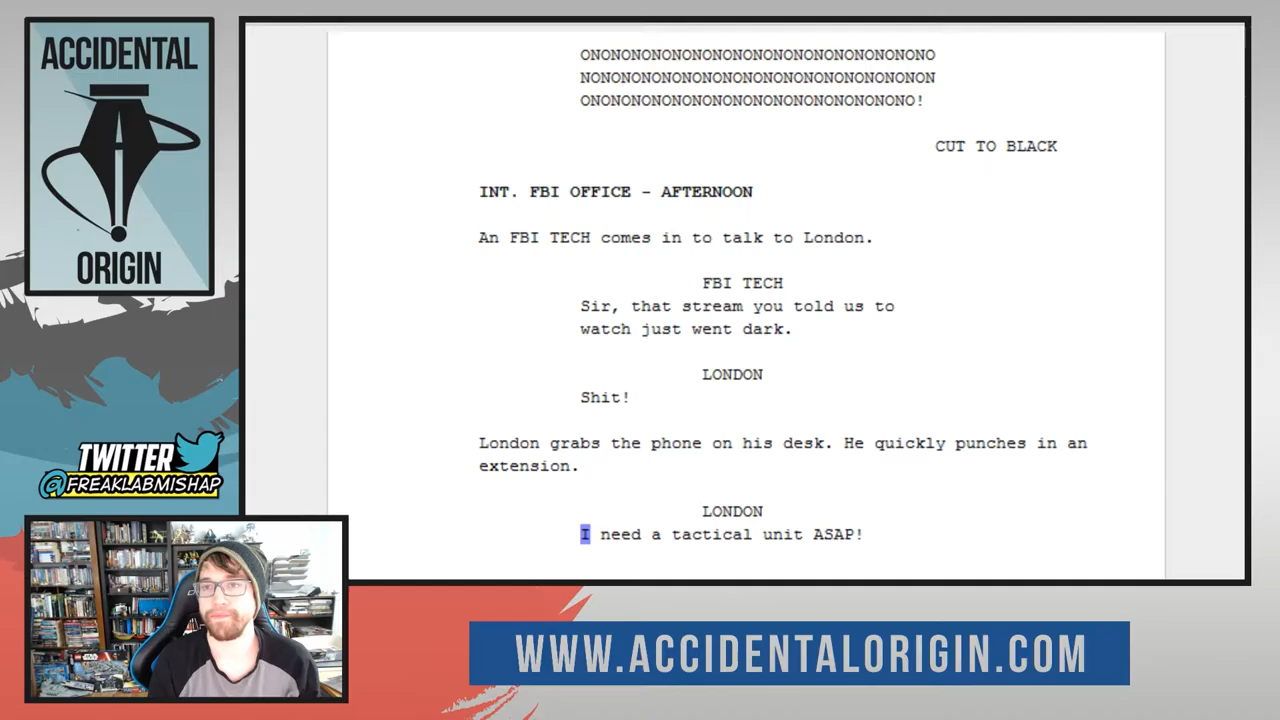 ACCIDENTAL
ORIGIN
ONONONONONONONONONONONONONONONONONO
NONONONONONONONONONONONONONONONONON
ONONONONONONONONONONONONONONONONO!
CUT TO BLACK
INT. FBI OFFICE - AFTERNOON
An FBI TECH comes in to talk to London.
FBI TECH
Sir, that stream you told us to
watch just went dark.
LONDON
Shit!
London grabs the phone on his desk. He quickly punches in an
extension.
LONDON
I need a tactical unit ASAP!
TWITTER
@FREAKLABMISHAP
WWW.ACCIDENTALORIGIN.COM